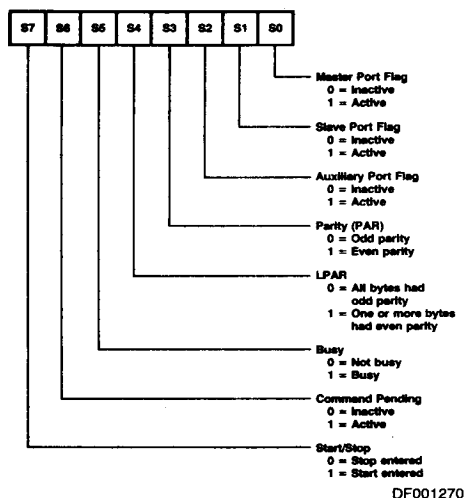 S7 S6 S5 S4 S3 S2 S1 S0
Master Port Flag
0 = Inactive
1 = Active
Slave Port Flag
0 = Inactive
1 = Active
Auxiliary Port Flag
0 = Inactive
1 = Active
Parity (PAR)
0 = Odd parity
1 = Even parity
LPAR
0 = All bytes had
odd parity
1 = One or more bytes
had even parity
Busy
0 = Not busy
1 = Busy
Command Pending
0 = Inactive
1 = Active
Start/Stop
0 = Stop entered
1 = Start entered
DF001270